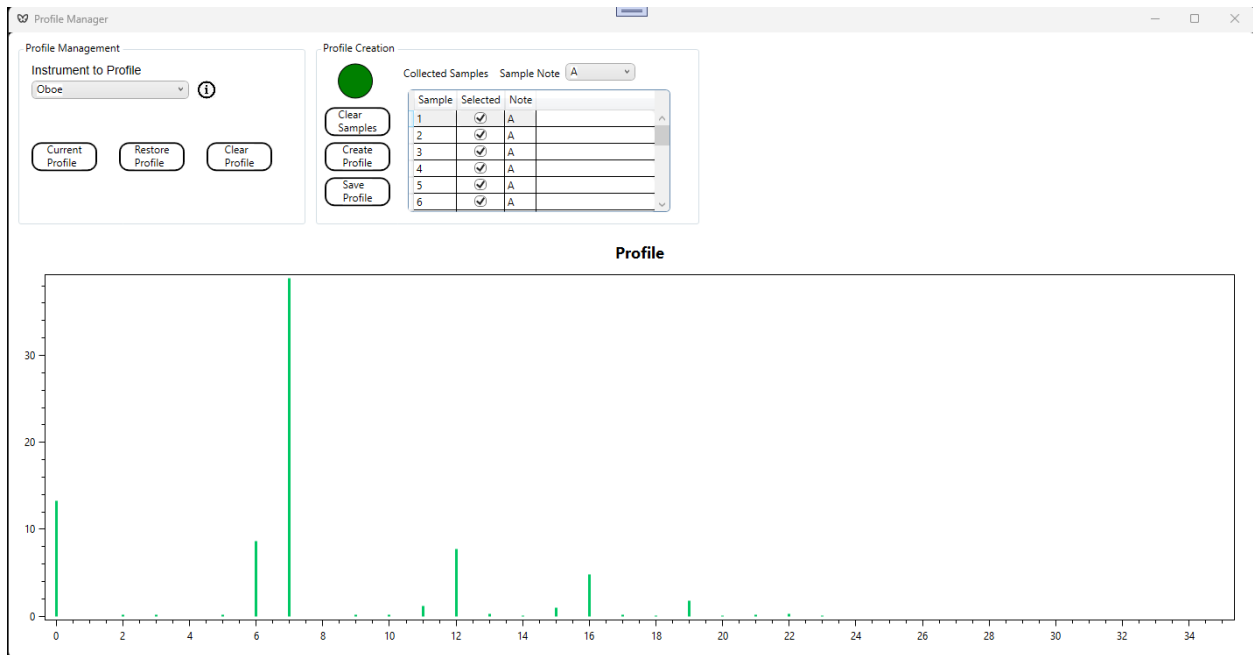 Profile Manager
Profile Management
Instrument to Profile
Oboe
Current
Profile
Restore
Profile
Clear
Profile
Profile Creation
Collected Samples Sample Note A
Clear
Samples
Create
Profile
Save
Profile
Sample Selected Note
1 A
2 A
3 A
4 A
5 A
6 A
Profile
30
20
10
0
0 2 4 6 8 10 12 14 16 18 20 22 24 26 28 30 32 34